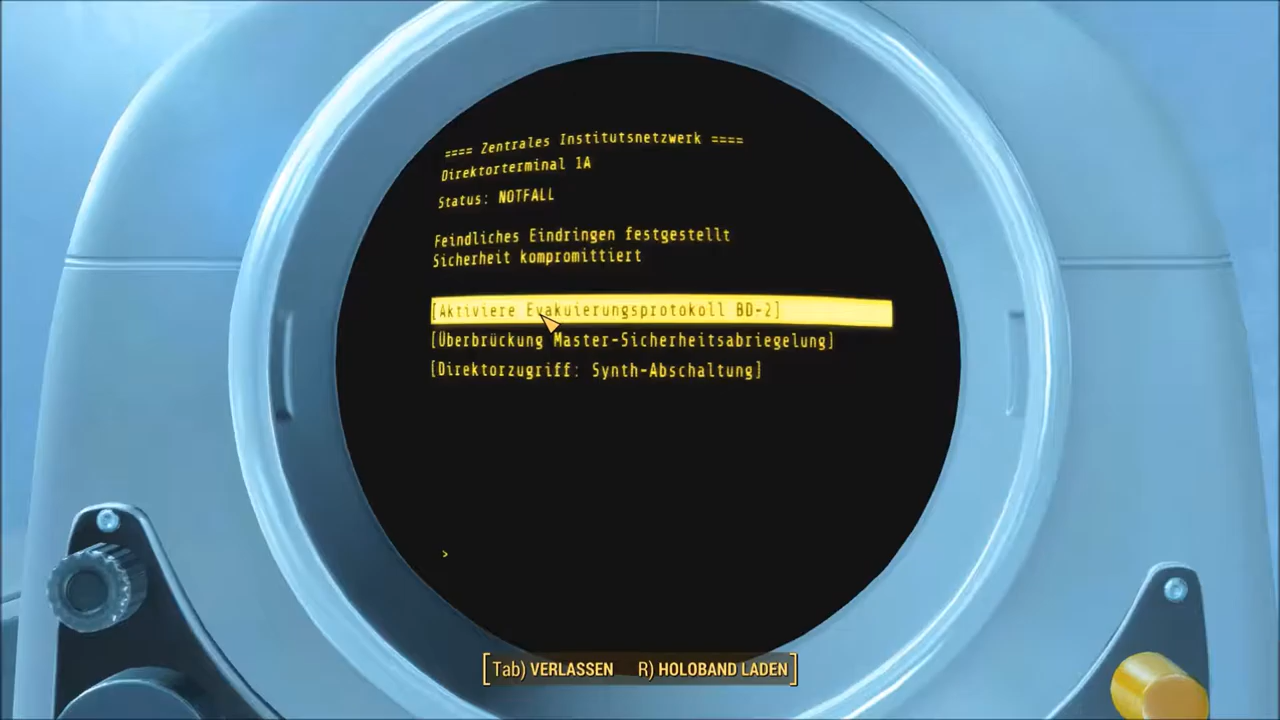 ==== Zentrales Institutsnetzwerk ====
Direktorterminal 1A
Status: NOTFALL
Feindliches Eindringen festgestellt
Sicherheit kompromittiert
[Aktiviere Evakuierungsprotokoll BD-2]
[Überbrückung Master-Sicherheitsabriegelung]
[Direktorzugriff: Synth-Abschaltung]
>
[Tab) VERLASSEN R) HOLOBAND LADEN]